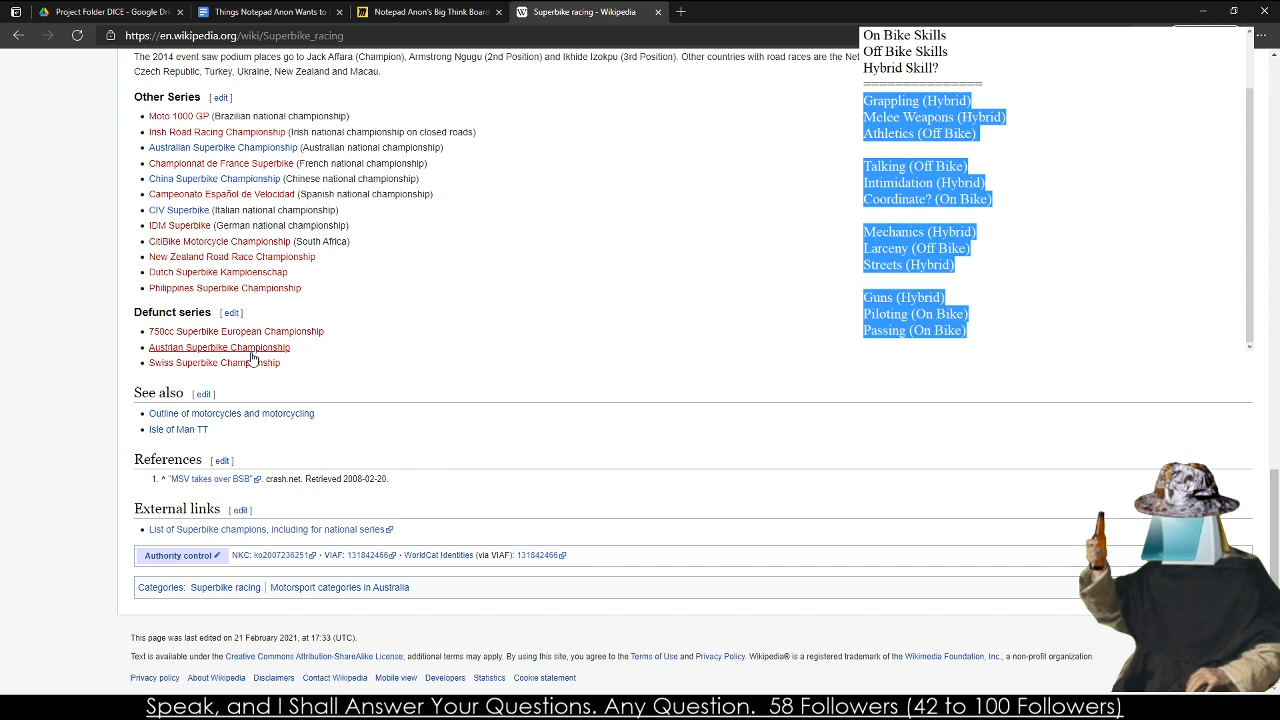 Project Folder DICE - Google Dri
Things Notepad Anon Wants to
Notepad Anon's Big Think Board
Superbike racing - Wikipedia
https://en.wikipedia.org/wiki/Superbike_racing
The 2014 event saw podium places go to Jack Affara (Champion), Armstrong Ngugu (2nd Position) and Ikhide Izokpu (3rd Position). Other countries with road races are the Net
Czech Republic, Turkey, Ukraine, New Zealand and Macau.
Other Series [ edit ]
• Moto 1000 GP (Brazilian national championship)
• Irish Road Racing Championship (Irish national championship on closed roads)
• Australian Superbike Championship (Australian national championship)
• Championnat de France Superbike (French national championship)
• China Superbike Championship (Chinese national championship)
• Campeonato Español de Velocidad (Spanish national championship)
• CIV Superbike (Italian national championship)
• IDM Superbike (German national championship)
• CitiBike Motorcycle Championship (South Africa)
• New Zealand Road Race Championship
• Dutch Superbike Kampioenschap
• Philippines Superbike Championship
Defunct series [ edit ]
• 750cc Superbike European Championship
• Austrian Superbike Championship
• Swiss Superbike Championship
See also [ edit ]
• Outline of motorcycles and motorcycling
• Isle of Man TT
References [ edit ]
1. ^ "MSV takes over BSB". crash.net. Retrieved 2008-02-20.
External links [ edit ]
• List of Superbike champions, including for national series
Authority control NKC: ko2007236251 · VIAF: 131842466 · WorldCat Identities (via VIAF): 131842466
Categories: Superbike racing | Motorsport categories in Australia
This page was last edited on 21 February 2021, at 17:33 (UTC).
Text is available under the Creative Commons Attribution-ShareAlike License; additional terms may apply. By using this site, you agree to the Terms of Use and Privacy Policy. Wikipedia® is a registered trademark of the Wikimedia Foundation, Inc., a non-profit organization.
Privacy policy About Wikipedia Disclaimers Contact Wikipedia Mobile view Developers Statistics Cookie statement
On Bike Skills
Off Bike Skills
Hybrid Skill?
===============
Grappling (Hybrid)
Melee Weapons (Hybrid)
Athletics (Off Bike)
Talking (Off Bike)
Intimidation (Hybrid)
Coordinate? (On Bike)
Mechanics (Hybrid)
Larceny (Off Bike)
Streets (Hybrid)
Guns (Hybrid)
Piloting (On Bike)
Passing (On Bike)
Speak, and I Shall Answer Your Questions. Any Question. 58 Followers (42 to 100 Followers)